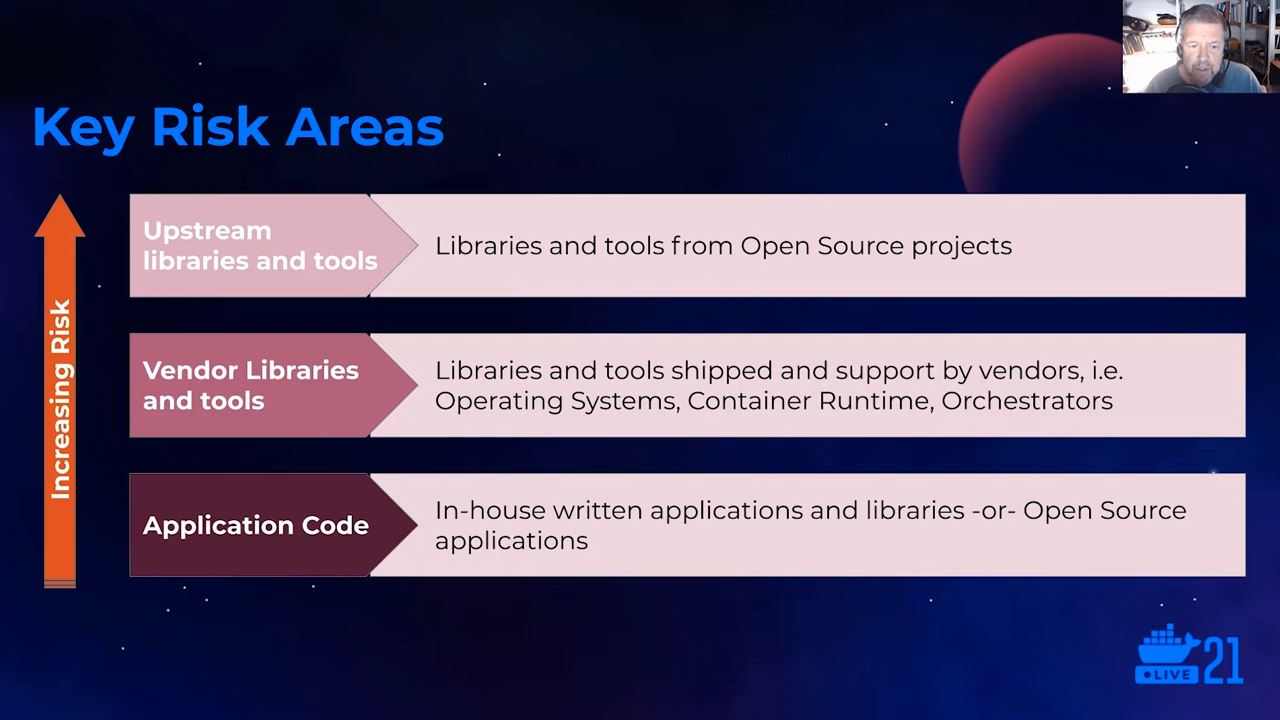 Key Risk Areas
Increasing Risk
Upstream
libraries and tools
Libraries and tools from Open Source projects
Vendor Libraries
and tools
Libraries and tools shipped and support by vendors, i.e.
Operating Systems, Container Runtime, Orchestrators
Application Code
In-house written applications and libraries -or- Open Source
applications
LIVE 21